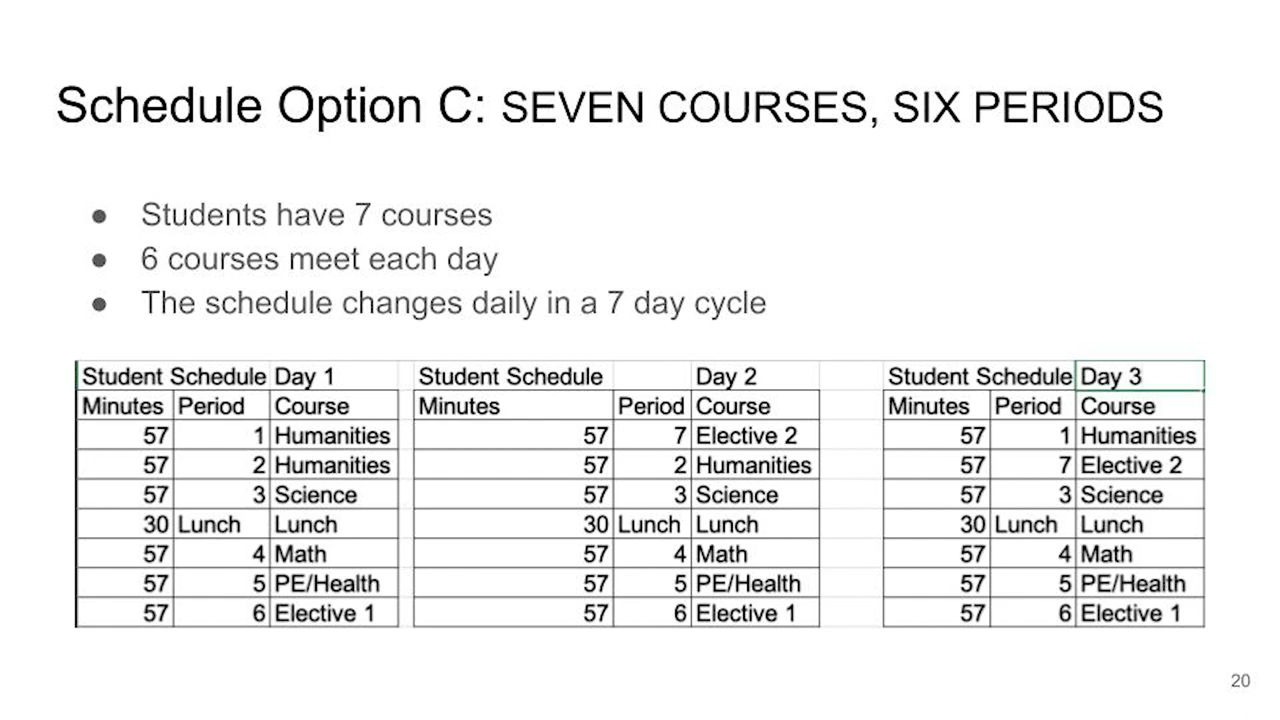 Schedule Option C: SEVEN COURSES, SIX PERIODS
● Students have 7 courses
● 6 courses meet each day
● The schedule changes daily in a 7 day cycle
Student Schedule Day 1 Student Schedule Day 2 Student Schedule Day 3
Minutes Period Course Minutes Period Course Minutes Period Course
57 1 Humanities 57 7 Elective 2 57 1 Humanities
57 2 Humanities 57 2 Humanities 57 7 Elective 2
57 3 Science 57 3 Science 57 3 Science
30 Lunch Lunch 30 Lunch Lunch 30 Lunch Lunch
57 4 Math 57 4 Math 57 4 Math
57 5 PE/Health 57 5 PE/Health 57 5 PE/Health
57 6 Elective 1 57 6 Elective 1 57 6 Elective 1
20